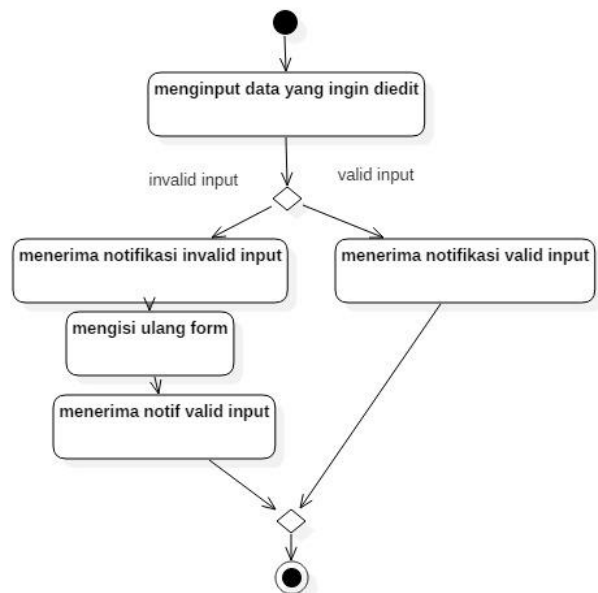 menginput data yang ingin diedit
invalid input
valid input
menerima notifikasi invalid input
menerima notifikasi valid input
mengisi ulang form
menerima notif valid input